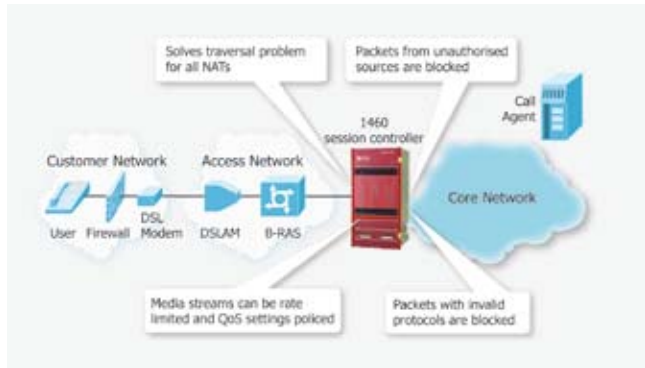 Solves traversal problem
for all NATs
Packets from unauthorised
sources are blocked
Call
Agent
1460
session controller
Customer Network
Access Network
Core Network
User
Firewall
DSL
Modem
DSLAM
B-RAS
Media streams can be rate
limited and QoS settings policed
Packets with invalid
protocols are blocked